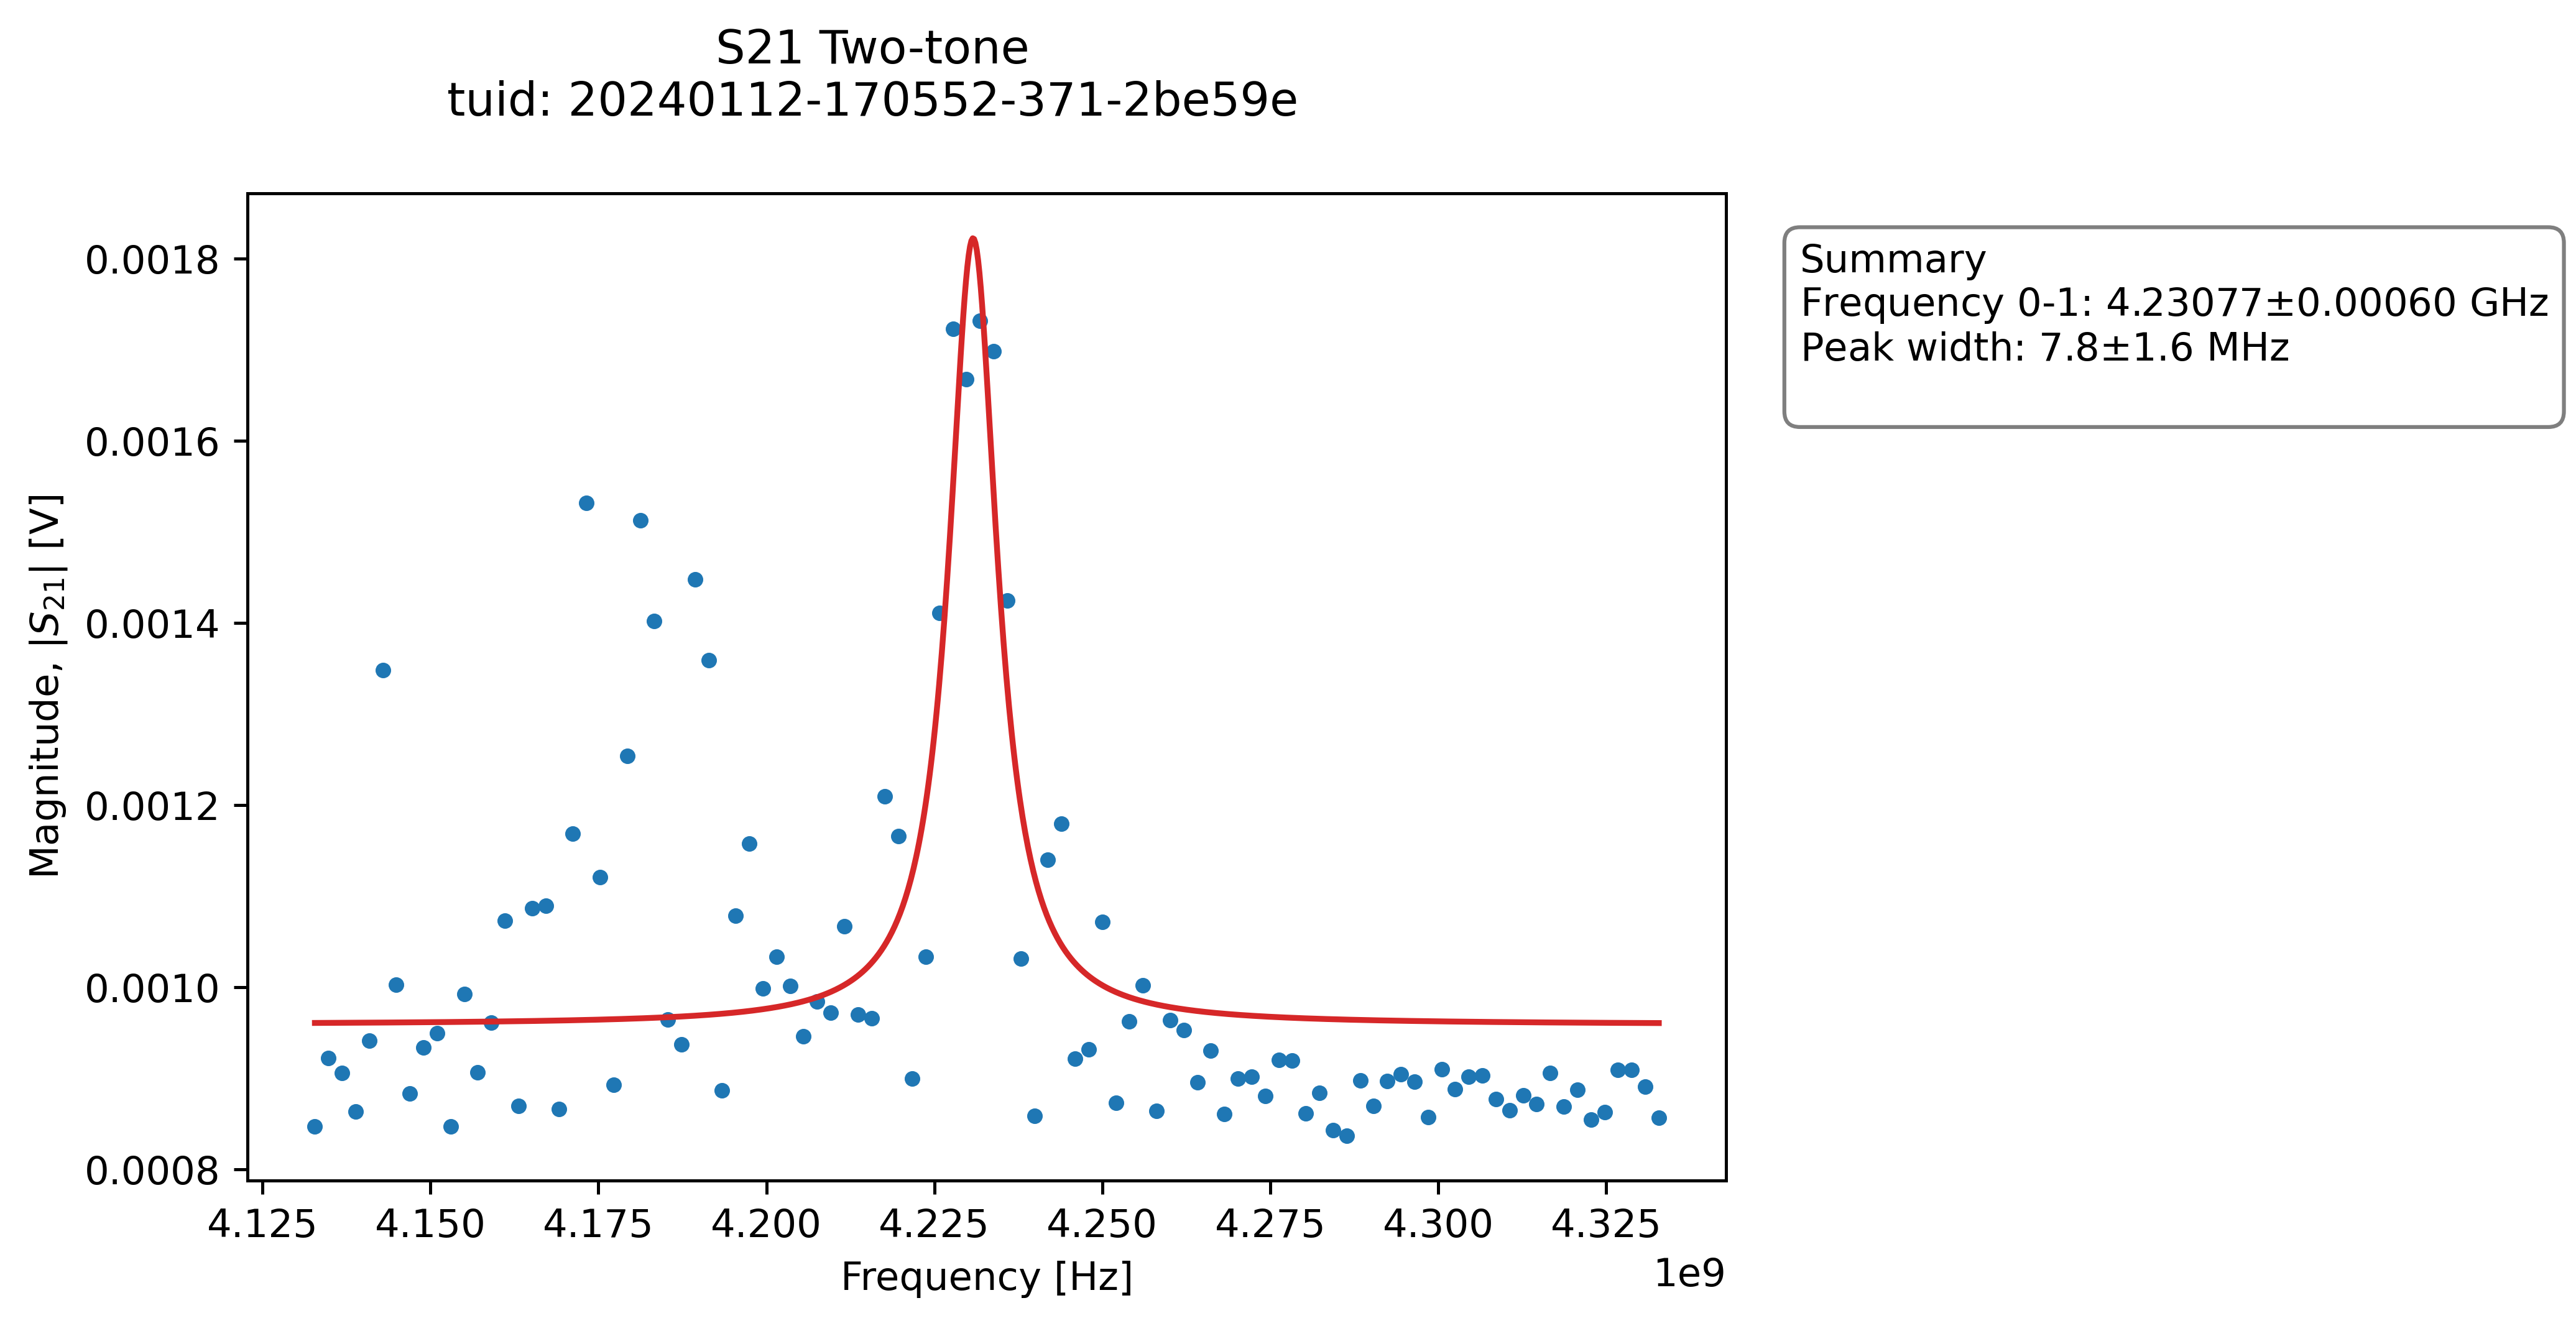 S21 Two-tone
tuid: 20240112-170552-371-2be59e
Summary
Frequency 0-1: 4.23077±0.00060 GHz
Peak width: 7.8±1.6 MHz
Magnitude, |S₂₁| [V]
0.0018
0.0016
0.0014
0.0012
0.0010
0.0008
4.125 4.150 4.175 4.200 4.225 4.250 4.275 4.300 4.325
Frequency [Hz]
1e9